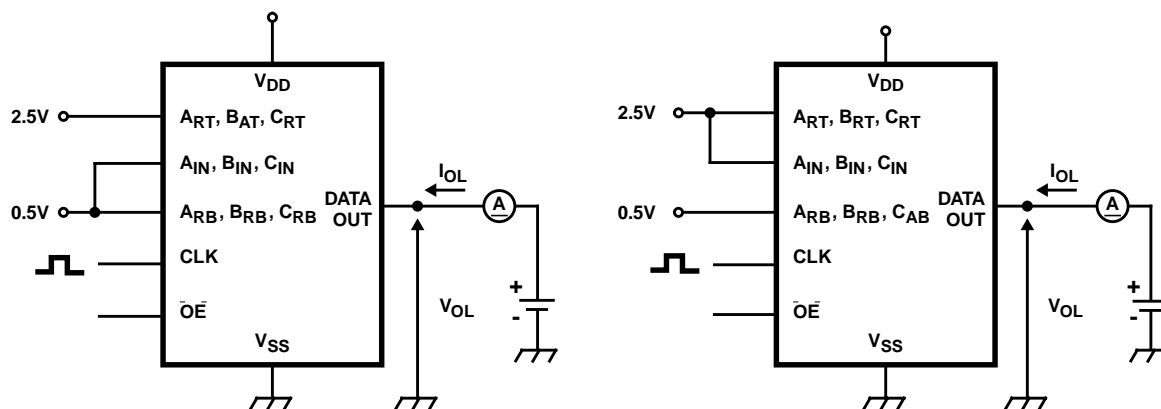 VDD
2.5V
ART, BAT, CRT
AIN, BIN, CIN
IOL
DATA
OUT
A
0.5V
ARB, BRB, CRB
CLK
+
-
VOL
OE
VSS
VDD
2.5V
ART, BRT, CRT
AIN, BIN, CIN
IOL
DATA
OUT
A
0.5V
ARB, BRB, CAB
CLK
+
-
VOL
OE
VSS